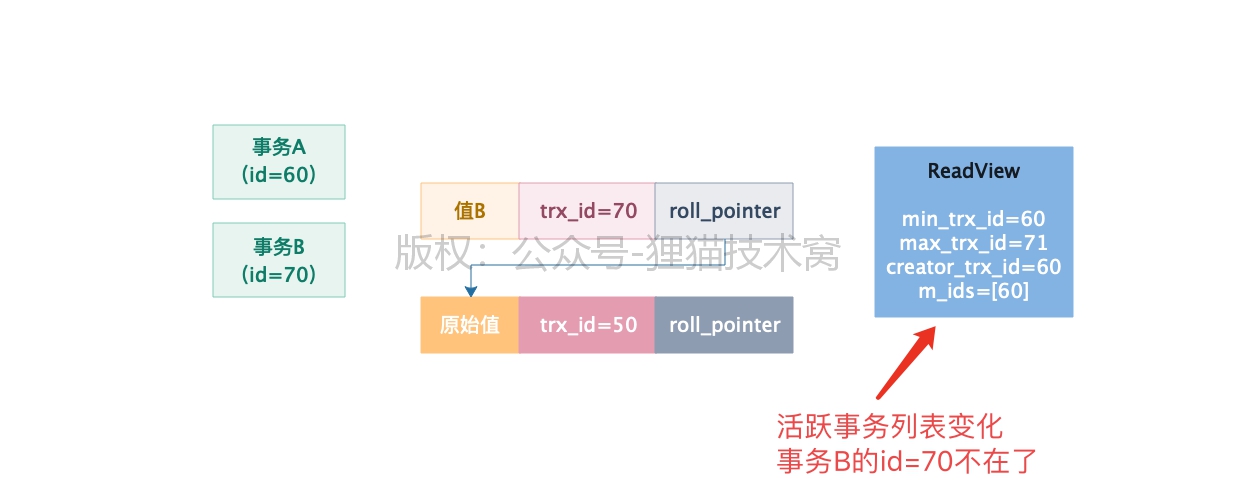 事务A
(id=60)
事务B
(id=70)
值B
trx_id=70
roll_pointer
版权：公众号-狸猫技术窝
原始值
trx_id=50
roll_pointer
ReadView
min_trx_id=60
max_trx_id=71
creator_trx_id=60
m_ids=[60]
活跃事务列表变化
事务B的id=70不在了